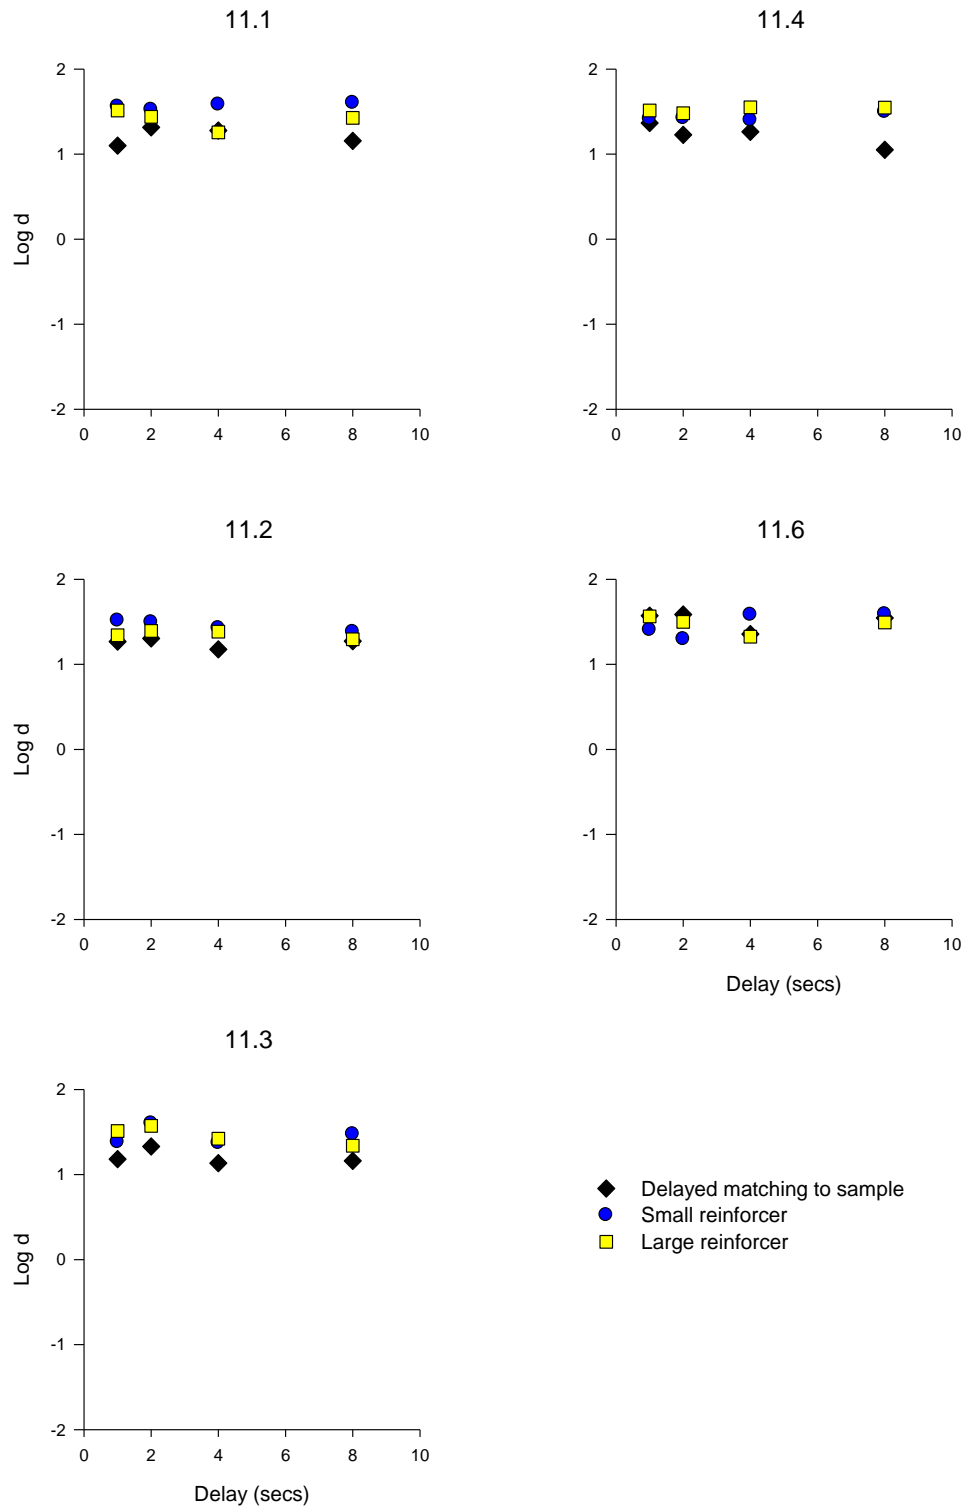 11.1
11.4
2
1
0
-1
-2
Log d
0 2 4 6 8 10
2
1
0
-1
-2
0 2 4 6 8 10
11.2
11.6
2
1
0
-1
-2
Log d
0 2 4 6 8 10
2
1
0
-1
-2
0 2 4 6 8 10
Delay (secs)
11.3
2
1
0
-1
-2
Log d
0 2 4 6 8 10
Delay (secs)
Delayed matching to sample
Small reinforcer
Large reinforcer